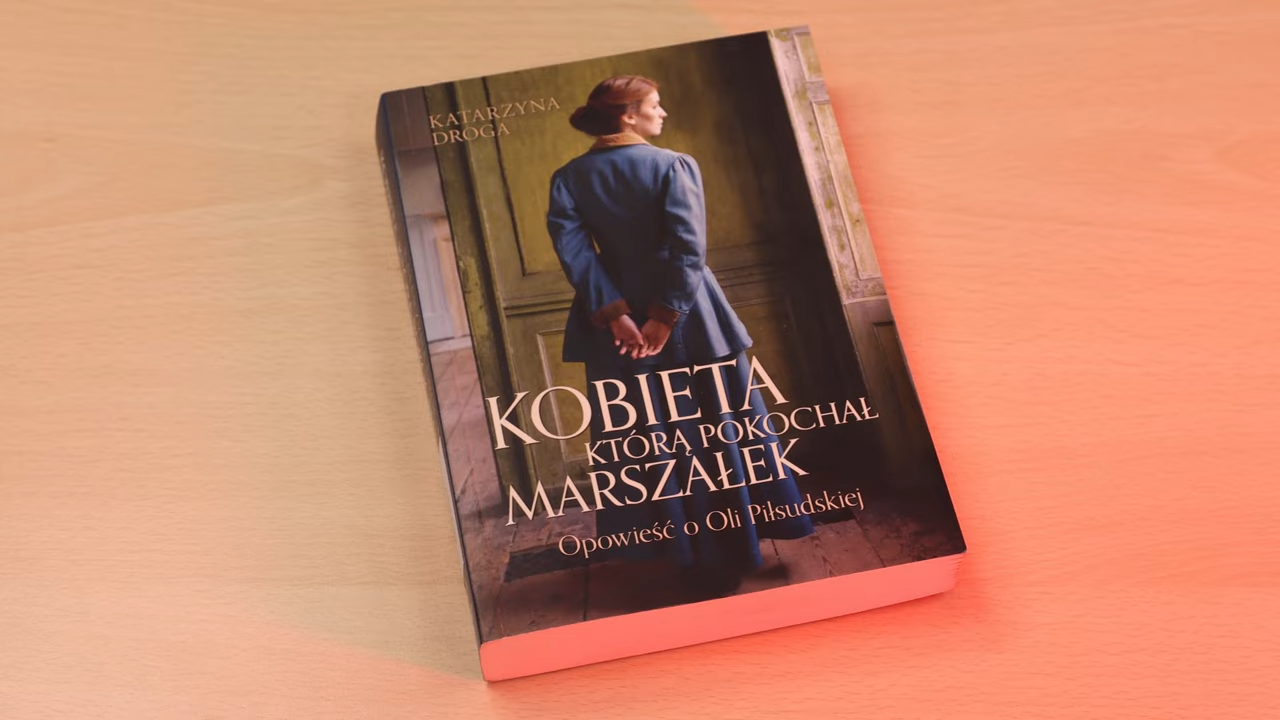 KATARZYNA
DROGA
KOBIETA
KTÓRĄ POKOCHAŁ
MARSZAŁEK
Opowieść o Oli Piłsudskiej